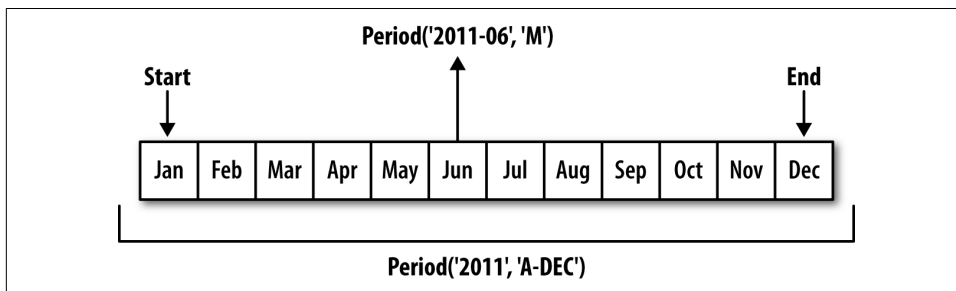 Period('2011-06', 'M')
Start End
Jan Feb Mar Apr May Jun Jul Aug Sep Oct Nov Dec
Period('2011', 'A-DEC')